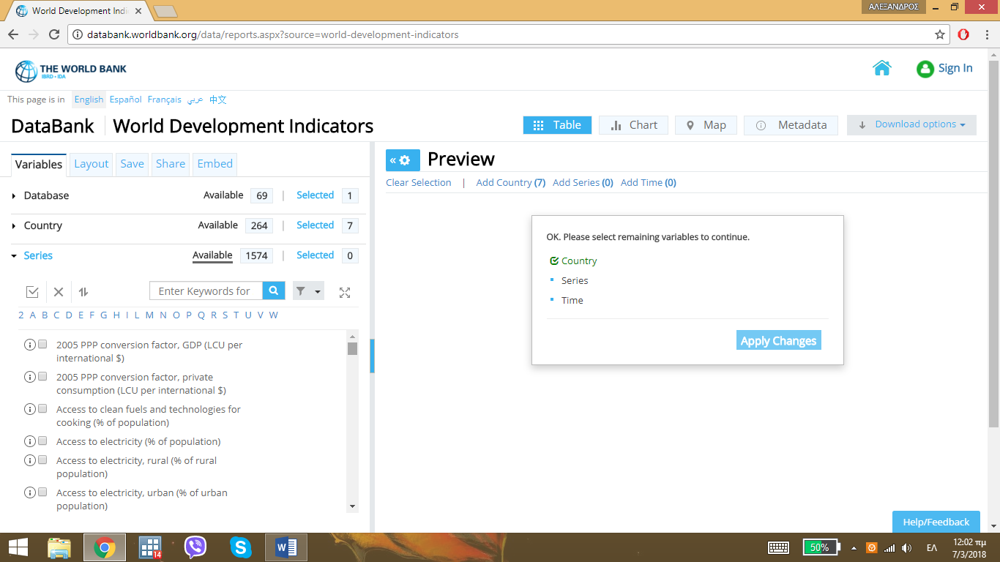 World Development Indi
ΑΛΕΞΑΝΔΡΟΣ
databank.worldbank.org/data/reports.aspx?source=world-development-indicators
THE WORLD BANK
IBRD • IDA
Sign In
This page is in English Español Français عربي 中文
DataBank World Development Indicators
Table Chart Map Metadata Download options
Variables Layout Save Share Embed
« Preview
Clear Selection | Add Country (7) Add Series (0) Add Time (0)
Database Available 69 | Selected 1
Country Available 264 | Selected 7
Series Available 1574 | Selected 0
Enter Keywords for
2 A B C D E F G H I L M N O P Q R S T U V W
2005 PPP conversion factor, GDP (LCU per
international $)
2005 PPP conversion factor, private
consumption (LCU per international $)
Access to clean fuels and technologies for
cooking (% of population)
Access to electricity (% of population)
Access to electricity, rural (% of rural
population)
Access to electricity, urban (% of urban
population)
OK. Please select remaining variables to continue.
Country
Series
Time
Apply Changes
Help/Feedback
14
50%
ΕΛ
12:02 πμ
7/3/2018